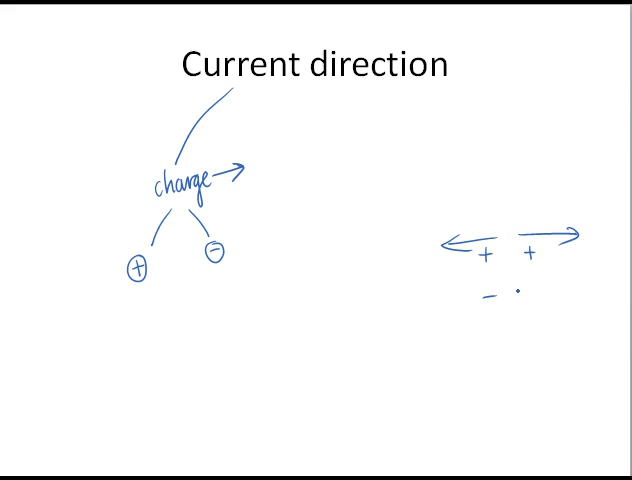 Current direction
charge
+ -
+ +
-